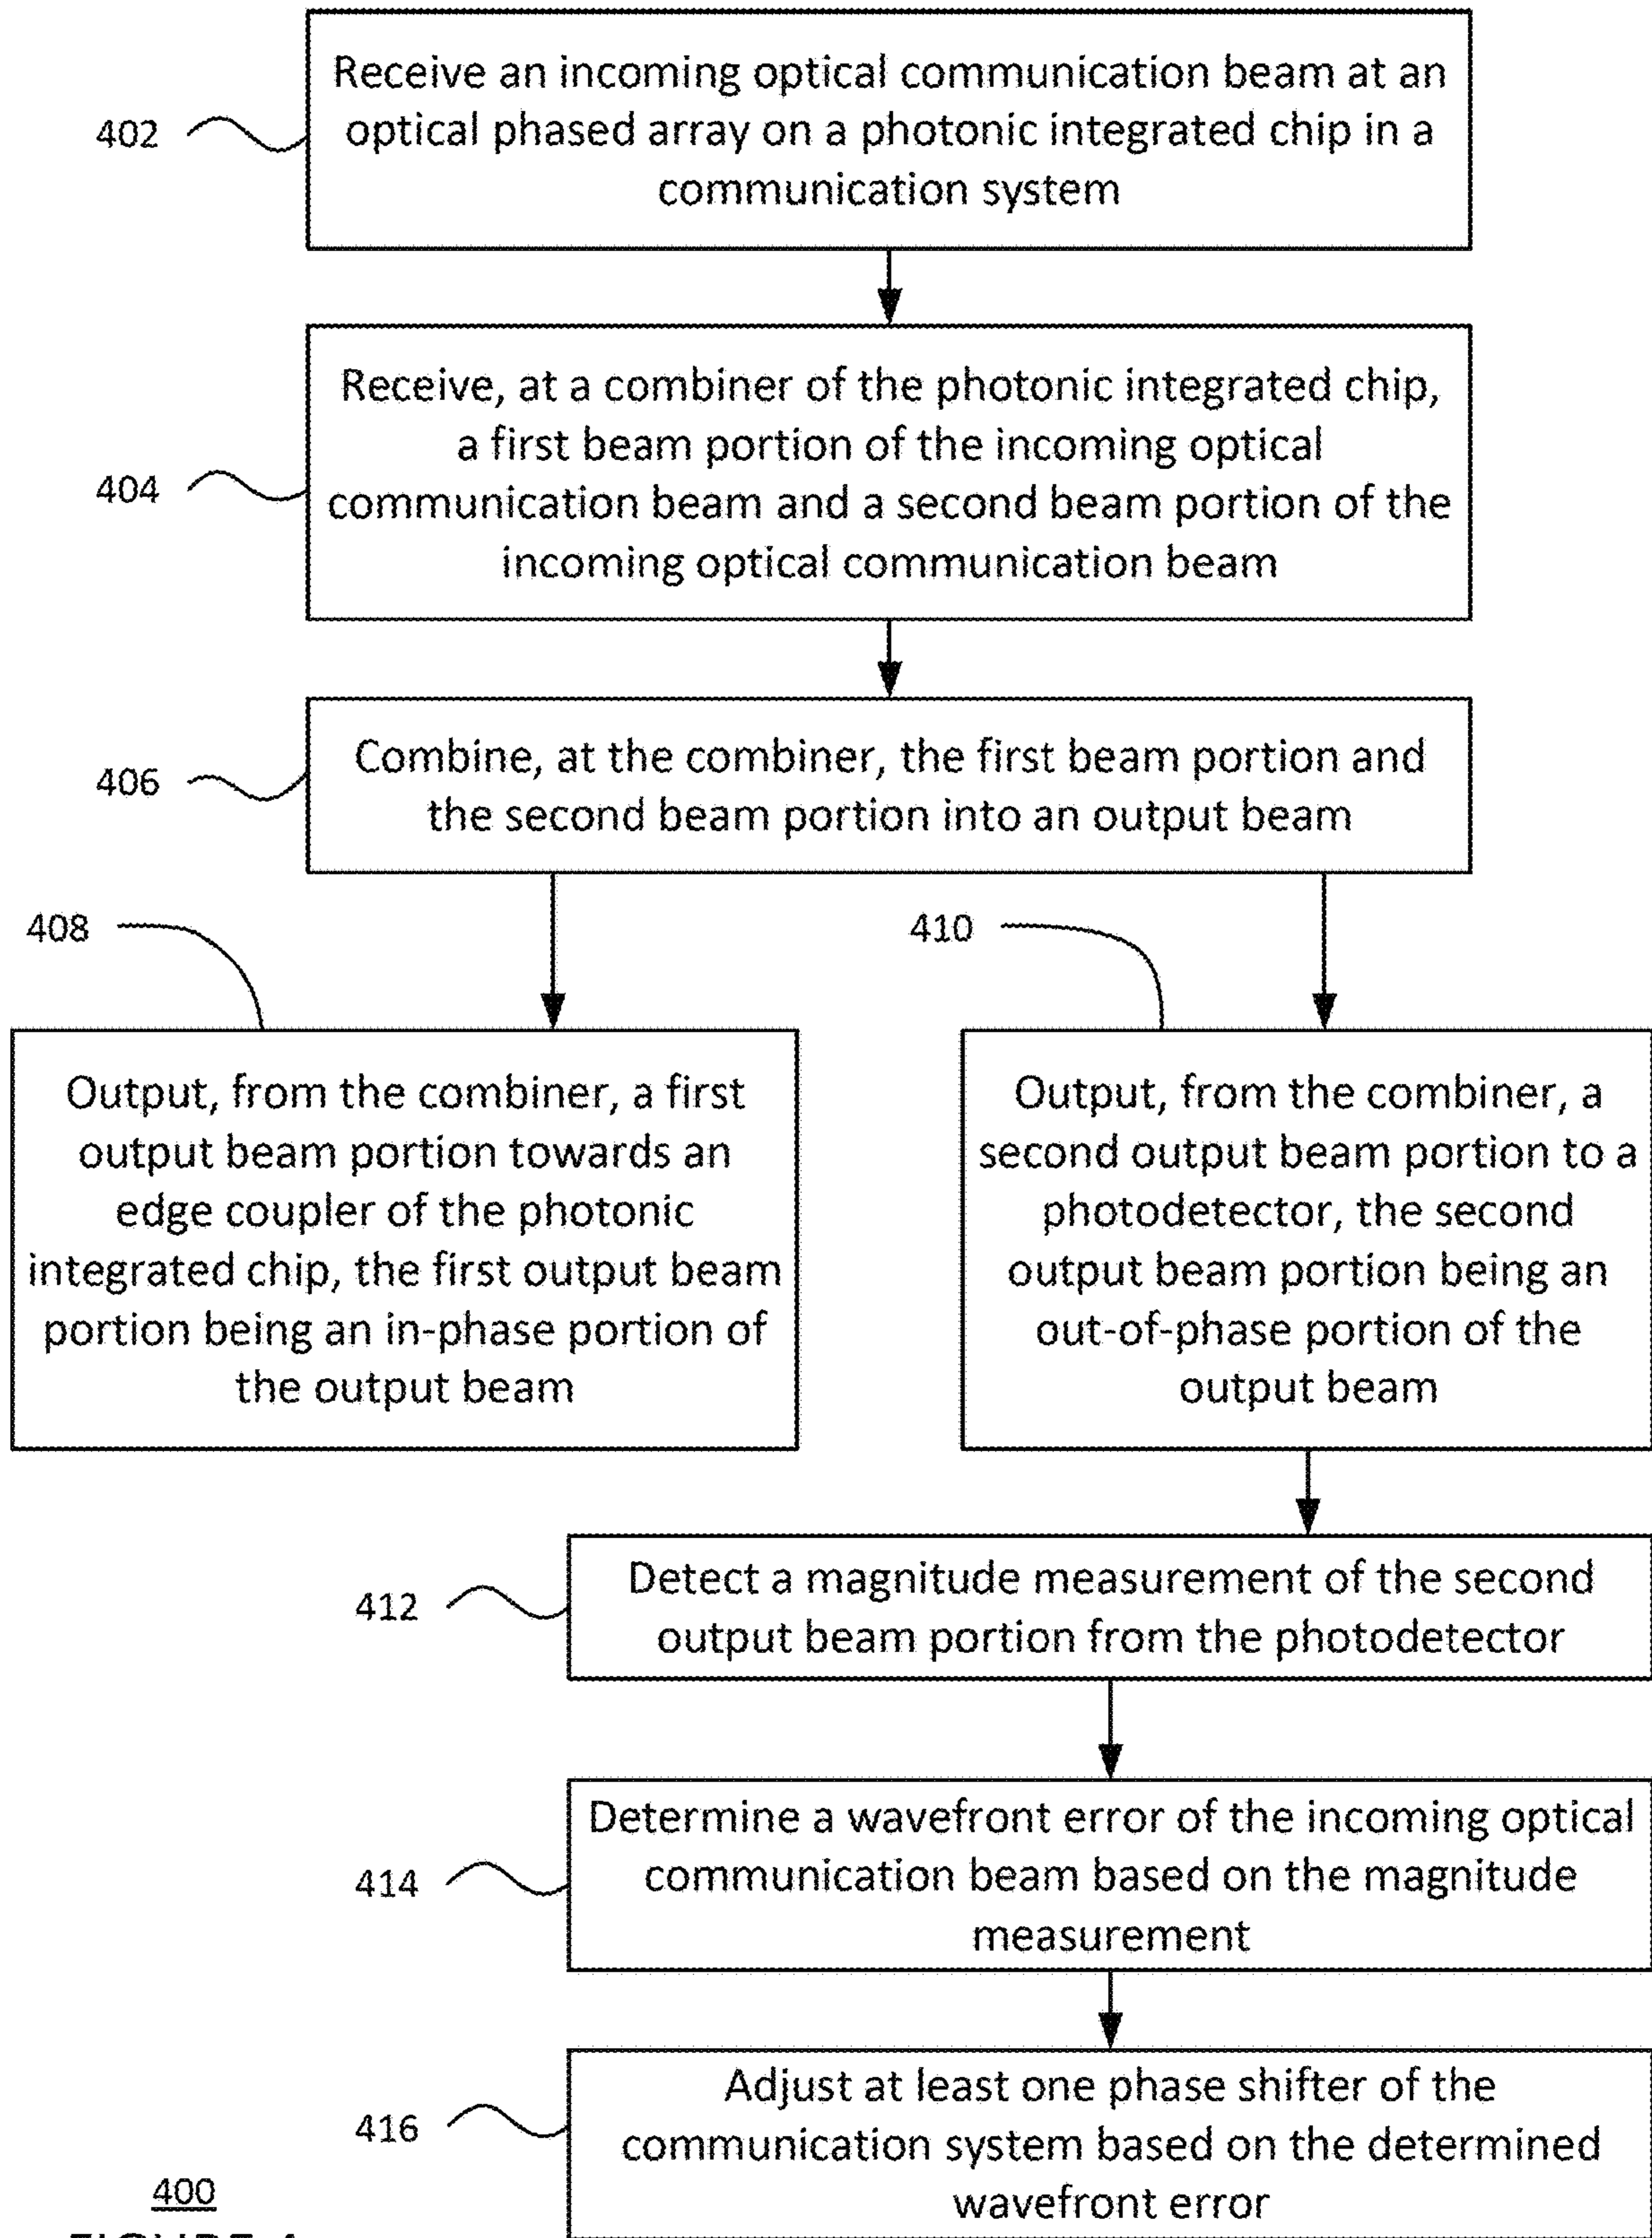 Receive an incoming optical communication beam at an
optical phased array on a photonic integrated chip in a
communication system
402
Receive, at a combiner of the photonic integrated chip,
a first beam portion of the incoming optical
communication beam and a second beam portion of the
incoming optical communication beam
404
Combine, at the combiner, the first beam portion and
the second beam portion into an output beam
406
408
Output, from the combiner, a first
output beam portion towards an
edge coupler of the photonic
integrated chip, the first output beam
portion being an in-phase portion of
the output beam
410
Output, from the combiner, a
second output beam portion to a
photodetector, the second
output beam portion being an
out-of-phase portion of the
output beam
Detect a magnitude measurement of the second
output beam portion from the photodetector
412
Determine a wavefront error of the incoming optical
communication beam based on the magnitude
measurement
414
Adjust at least one phase shifter of the
communication system based on the determined
wavefront error
416
400